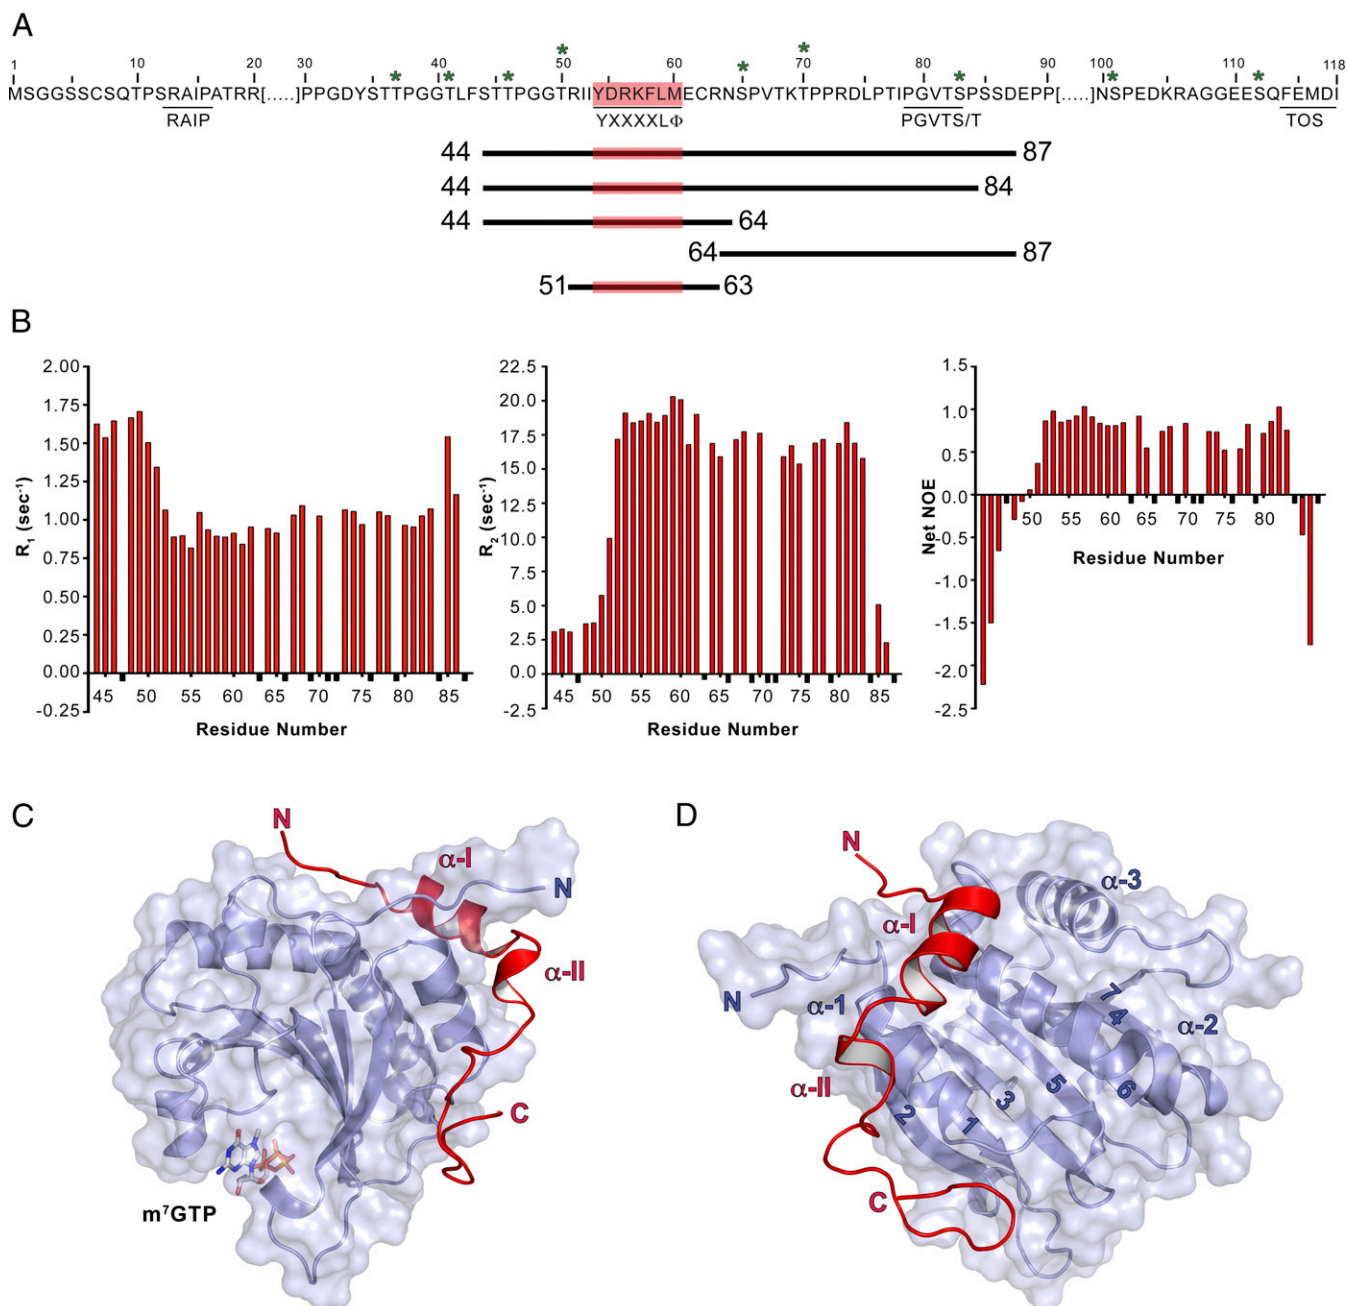 A
1 10 20 30 40 50 60 70 80 90 100 110 118
* * * * * * * * *
MSGGSSCSQTPSRAIPATRR[.....]PPGDYSTTPGGTLFSTTPGGTRIIYDRKFLMECRNSPVTKTPPRDLPTIPGVTSPSSDEPP[.....]NSPEDKRAGGEESQFEMDI
RAIP YXXXXLΦ PGVTS/T TOS
44 87
44 84
44 64
64 87
51 63
B
2.00
1.75
1.50
1.25
1.00
0.75
0.50
0.25
0.00
-0.25
R₁ (sec⁻¹)
45 50 55 60 65 70 75 80 85
Residue Number
22.5
20.0
17.5
15.0
12.5
10.0
7.5
5.0
2.5
0.0
-2.5
R₂ (sec⁻¹)
45 50 55 60 65 70 75 80 85
Residue Number
1.5
1.0
0.5
0.0
-0.5
-1.0
-1.5
-2.0
-2.5
Net NOE
50 55 60 65 70 75 80
Residue Number
C
N
α-I
N
α-II
C
m⁷GTP
D
N
α-3
α-I
N
α-1
7
4
α-2
α-II
2
1
3
5
6
C